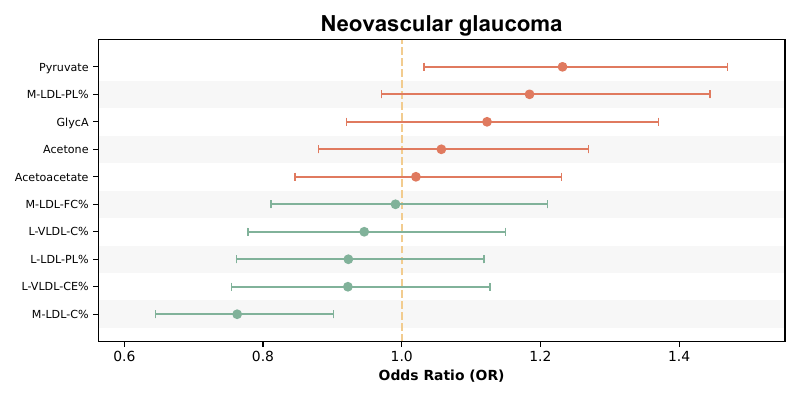 Neovascular glaucoma
Pyruvate
M-LDL-PL%
GlycA
Acetone
Acetoacetate
M-LDL-FC%
L-VLDL-C%
L-LDL-PL%
L-VLDL-CE%
M-LDL-C%
0.6 0.8 1.0 1.2 1.4
Odds Ratio (OR)